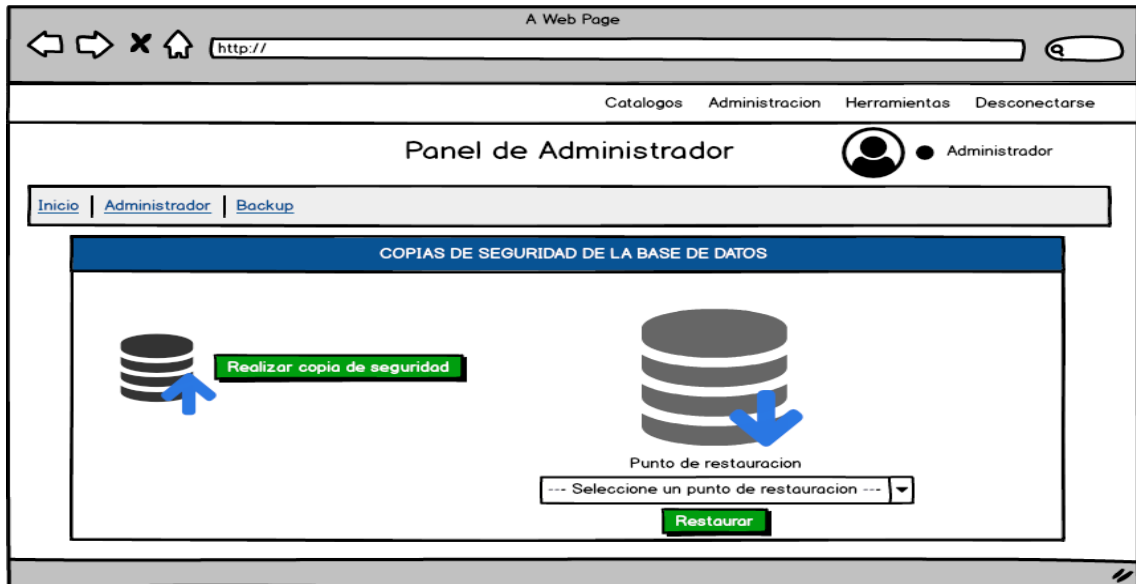 A Web Page
http://
Catalogos Administracion Herramientas Desconectarse
Panel de Administrador
Administrador
Inicio Administrador Backup
COPIAS DE SEGURIDAD DE LA BASE DE DATOS
Realizar copia de seguridad
Punto de restauracion
--- Seleccione un punto de restauracion ---
Restaurar